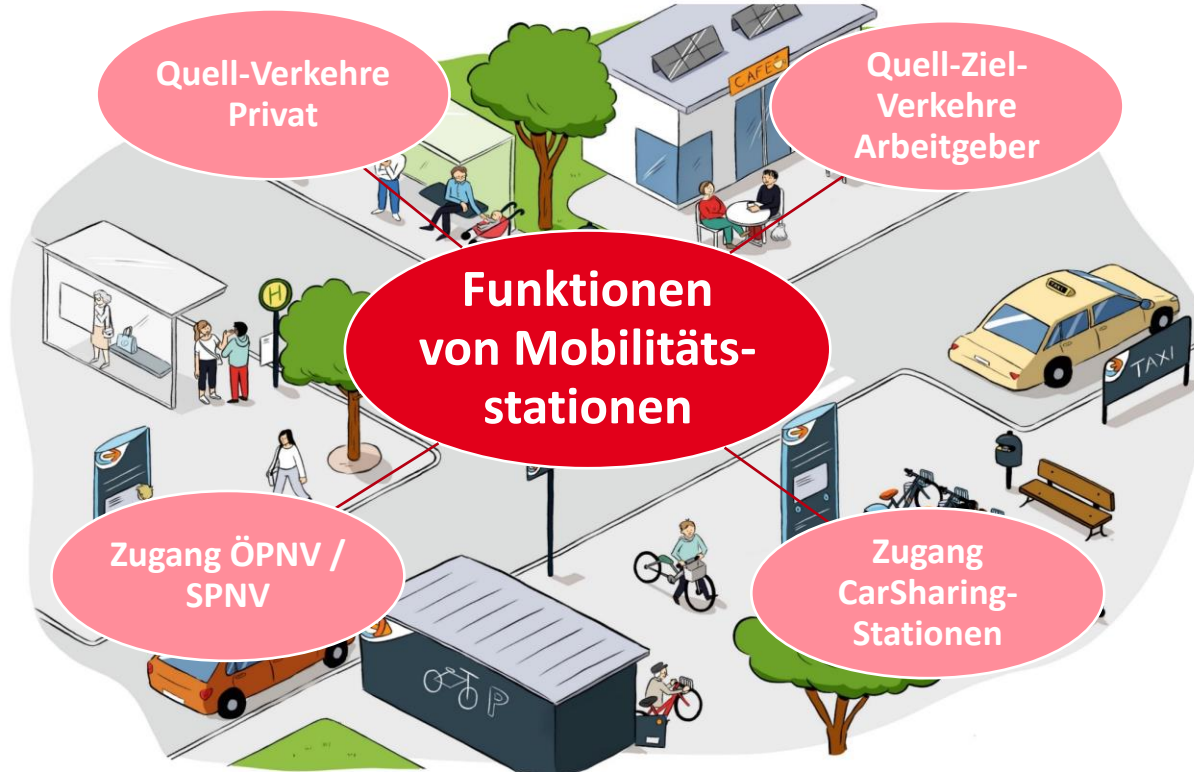 Quell-Verkehre
Privat
Quell-Ziel-
Verkehre
Arbeitgeber
CAFÉ
Funktionen
von Mobilitäts-
stationen
H
TAXI
TAXI
Zugang ÖPNV /
SPNV
Zugang
CarSharing-
Stationen
P